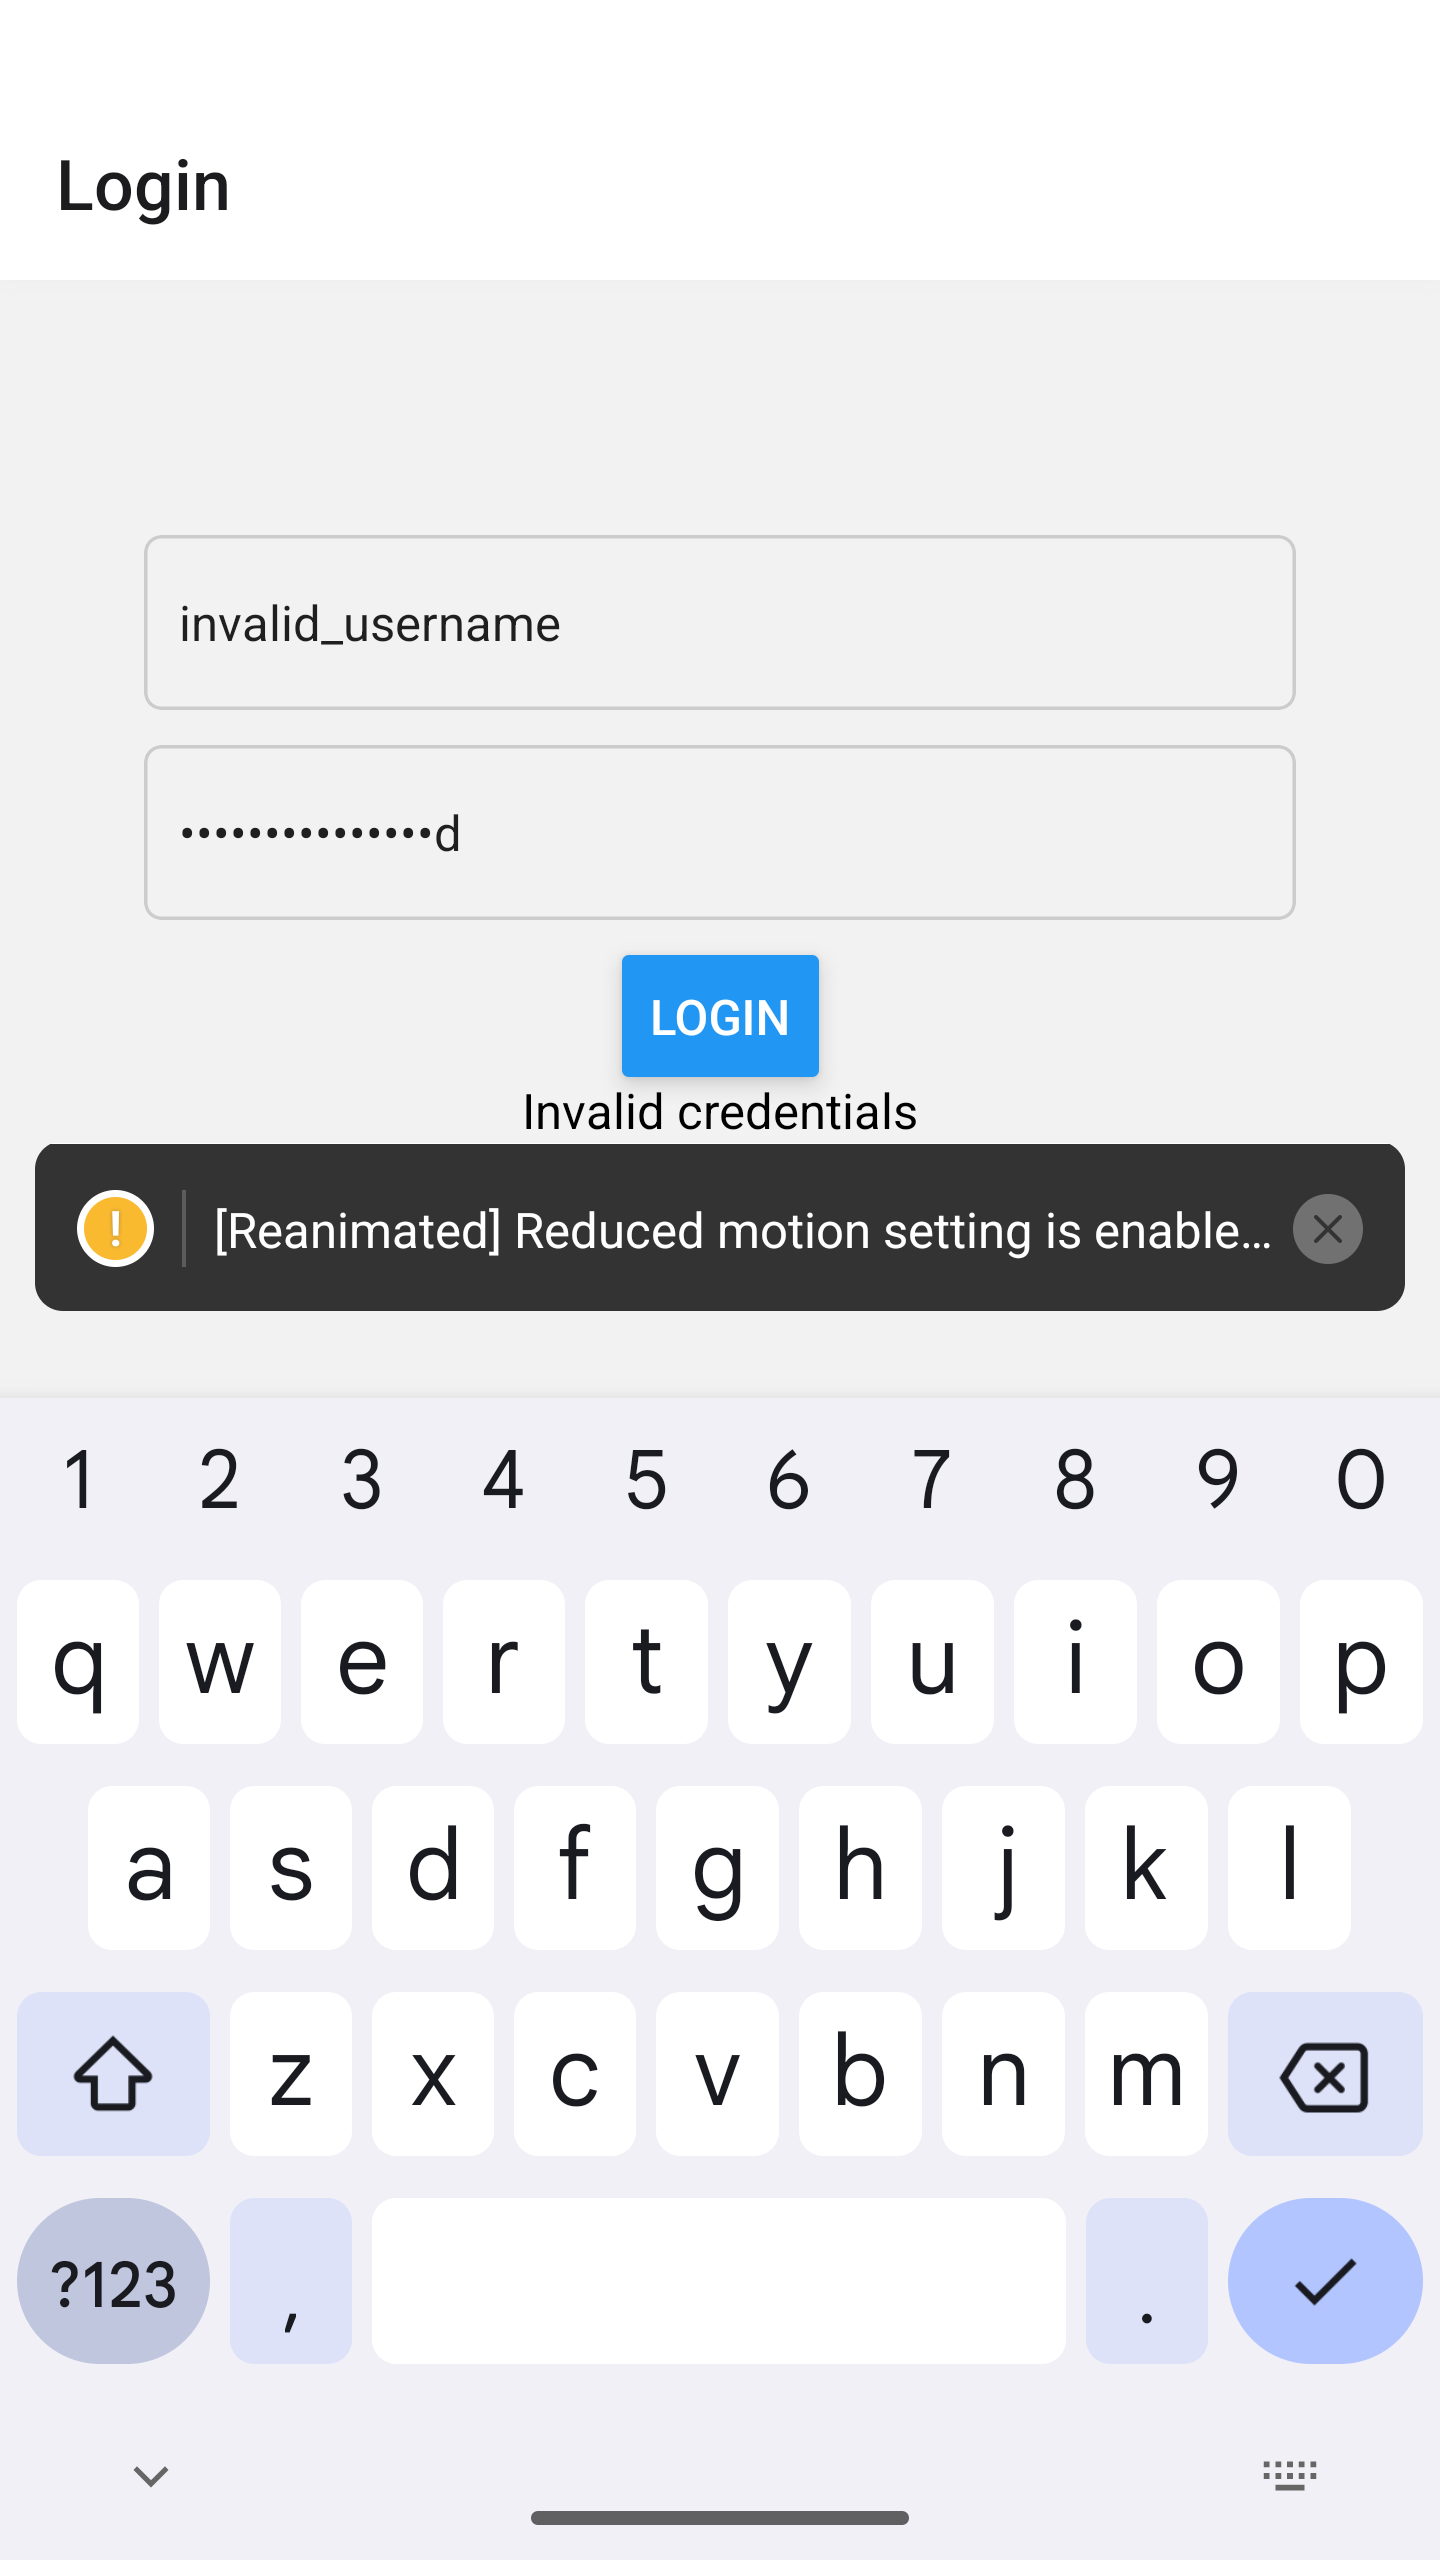 Login
invalid_username
•••••••••••••••d
LOGIN
Invalid credentials
! [Reanimated] Reduced motion setting is enable...
1 2 3 4 5 6 7 8 9 0
q w e r t y u i o p
a s d f g h j k l
z x c v b n m
?123 , .